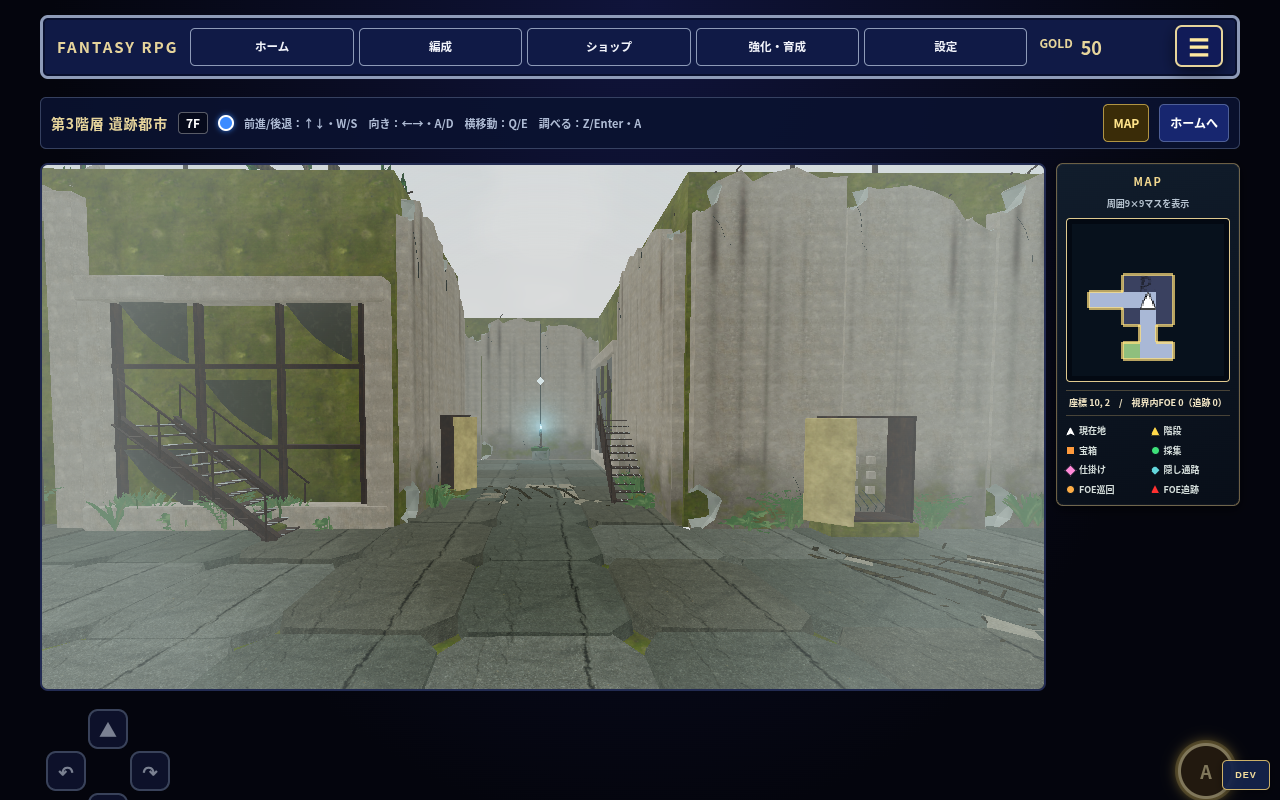 FANTASY RPG
ホーム
編成
ショップ
強化・育成
設定
GOLD 50
第3階層 遺跡都市
7F
前進/後退：↑↓・W/S 向き：←→・A/D 横移動：Q/E 調べる：Z/Enter・A
MAP
ホームへ
MAP
周囲9×9マスを表示
座標 10, 2 / 視界内FOE 0（追跡 0）
現在地
階段
宝箱
採集
仕掛け
隠し通路
FOE巡回
FOE追跡
A
DEV